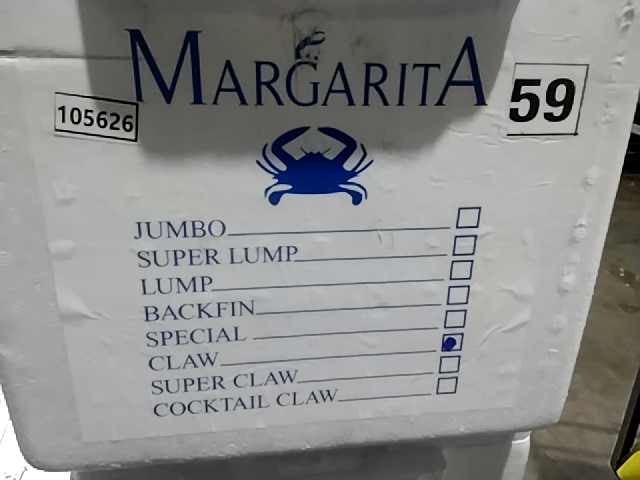 MARGARITA
105626
59
JUMBO
SUPER LUMP
LUMP
BACKFIN
SPECIAL
CLAW
SUPER CLAW
COCKTAIL CLAW